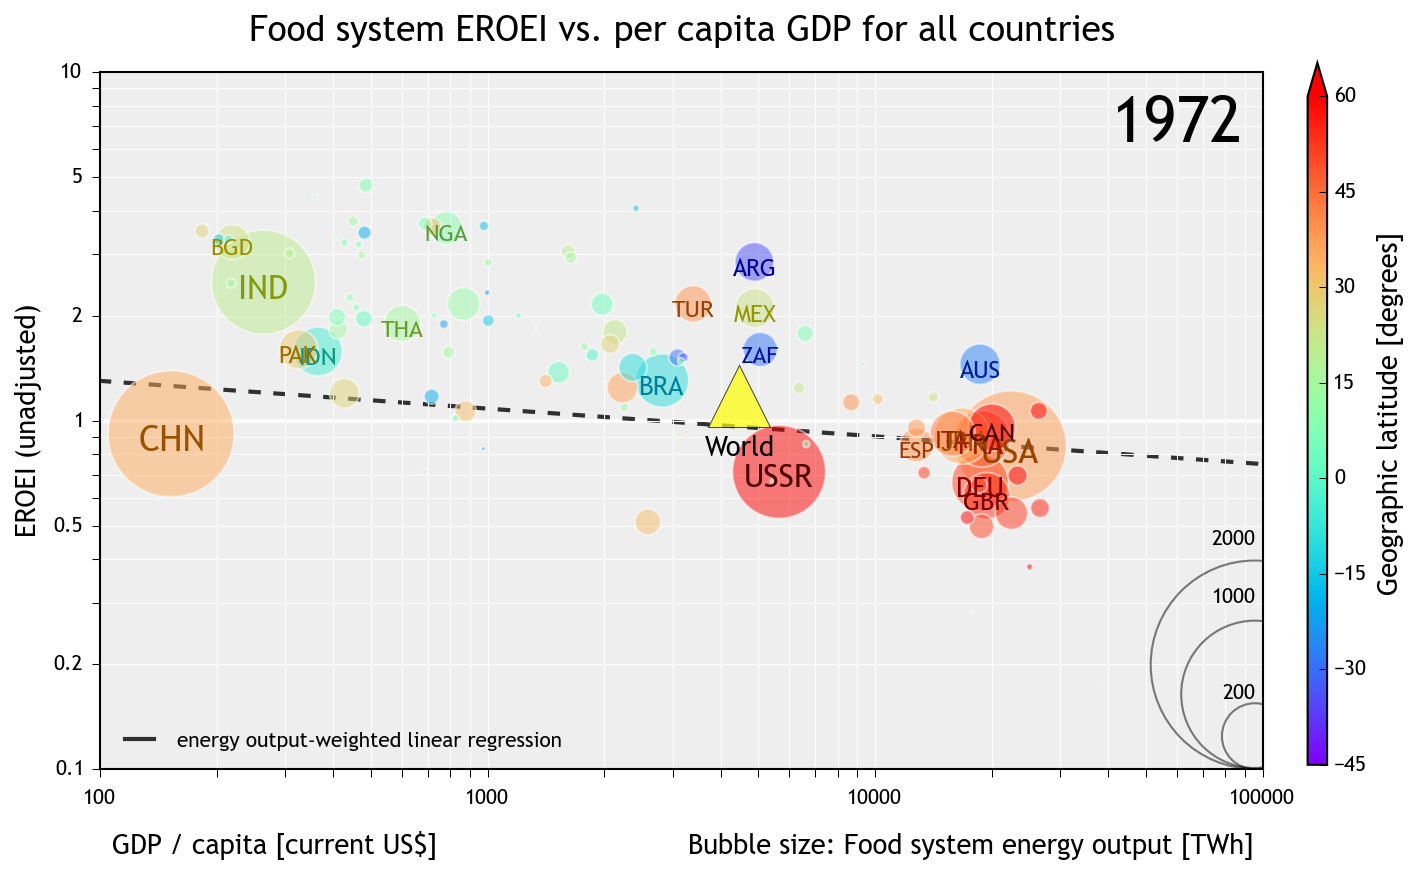 Food system EROEI vs. per capita GDP for all countries
1972
10
5
2
1
0.5
0.2
0.1
EROEI (unadjusted)
BGD
NGA
IND
ARG
TUR
MEX
THA
PAK
IDN
ZAF
AUS
BRA
CHN
World
USSR
ESP
ITA
FRA
CAN
USA
DEU
GBR
2000
1000
200
energy output-weighted linear regression
100
1000
10000
100000
GDP / capita [current US$]
Bubble size: Food system energy output [TWh]
60
45
30
15
0
−15
−30
−45
Geographic latitude [degrees]